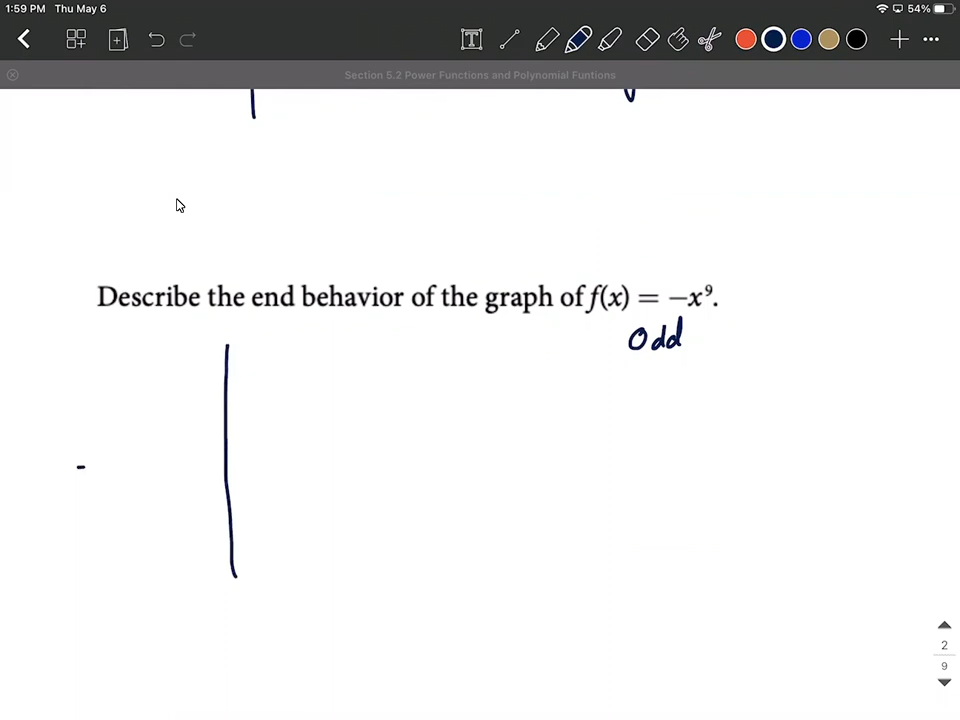 1:59 PM Thu May 6 54%
Section 5.2 Power Functions and Polynomial Funtions
Describe the end behavior of the graph of f(x) = −x⁹.
Odd
2
9